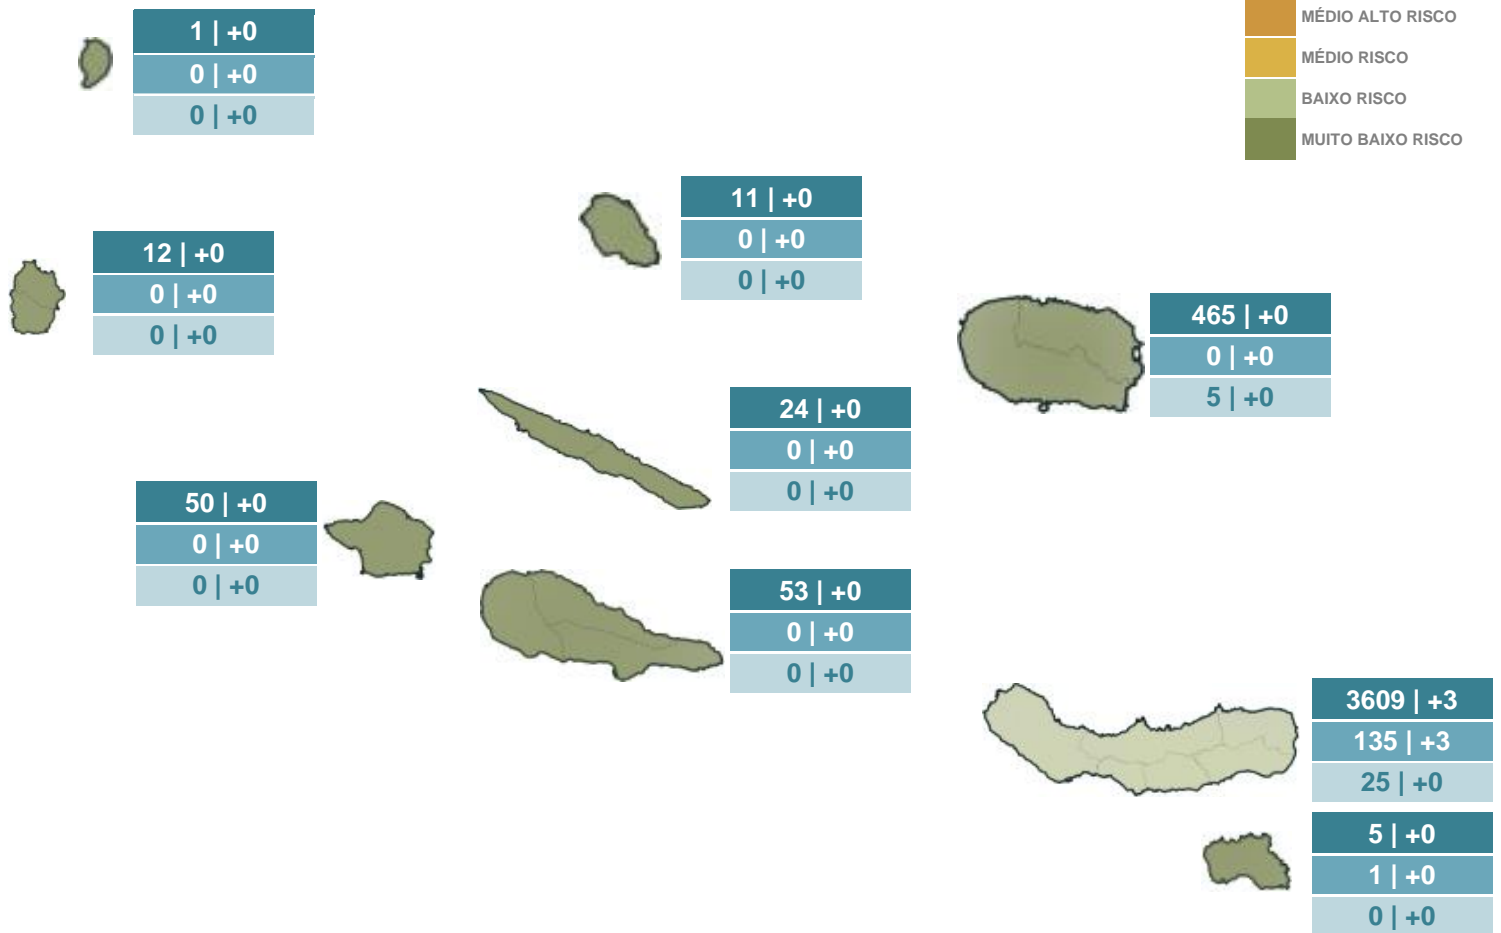 MÉDIO ALTO RISCO
MÉDIO RISCO
BAIXO RISCO
MUITO BAIXO RISCO
1 | +0
0 | +0
0 | +0
11 | +0
0 | +0
0 | +0
12 | +0
0 | +0
0 | +0
465 | +0
0 | +0
5 | +0
24 | +0
0 | +0
0 | +0
50 | +0
0 | +0
0 | +0
53 | +0
0 | +0
0 | +0
3609 | +3
135 | +3
25 | +0
5 | +0
1 | +0
0 | +0